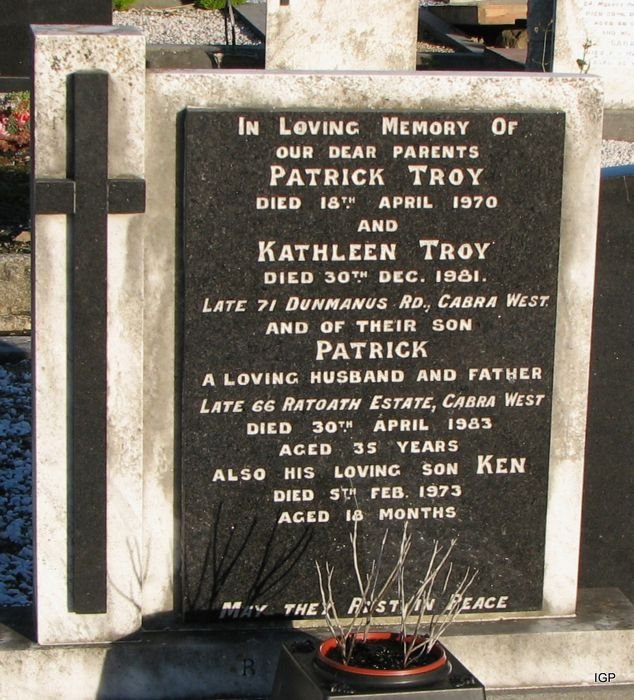 IN LOVING MEMORY OF
OUR DEAR PARENTS
PATRICK TROY
DIED 18TH APRIL 1970
AND
KATHLEEN TROY
DIED 30TH DEC. 1981.
LATE 71 DUNMANUS RD., CABRA WEST.
AND OF THEIR SON
PATRICK
A LOVING HUSBAND AND FATHER
LATE 66 RATOATH ESTATE, CABRA WEST
DIED 30TH APRIL 1983
AGED 35 YEARS
ALSO HIS LOVING SON KEN
DIED 5TH FEB. 1973
AGED 18 MONTHS
MAY THEY REST IN PEACE
R
IGP